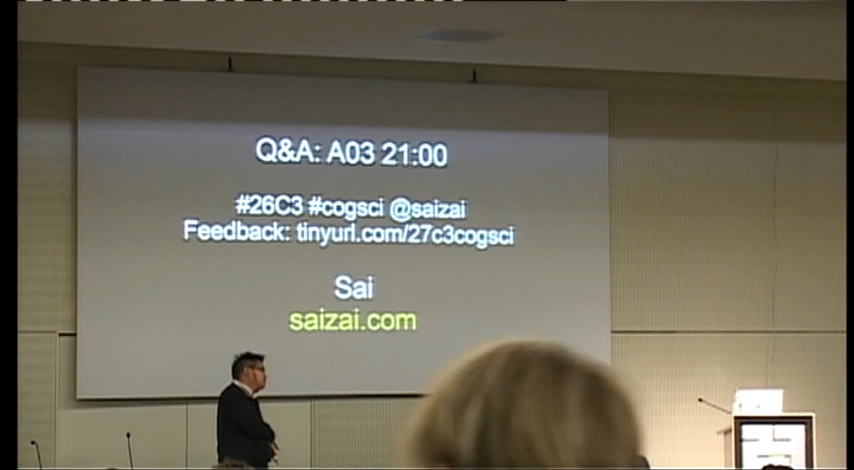 Q&A: A03 21:00
#26C3 #cogsci @saizai
Feedback: tinyurl.com/27c3cogsci
Sai
saizai.com